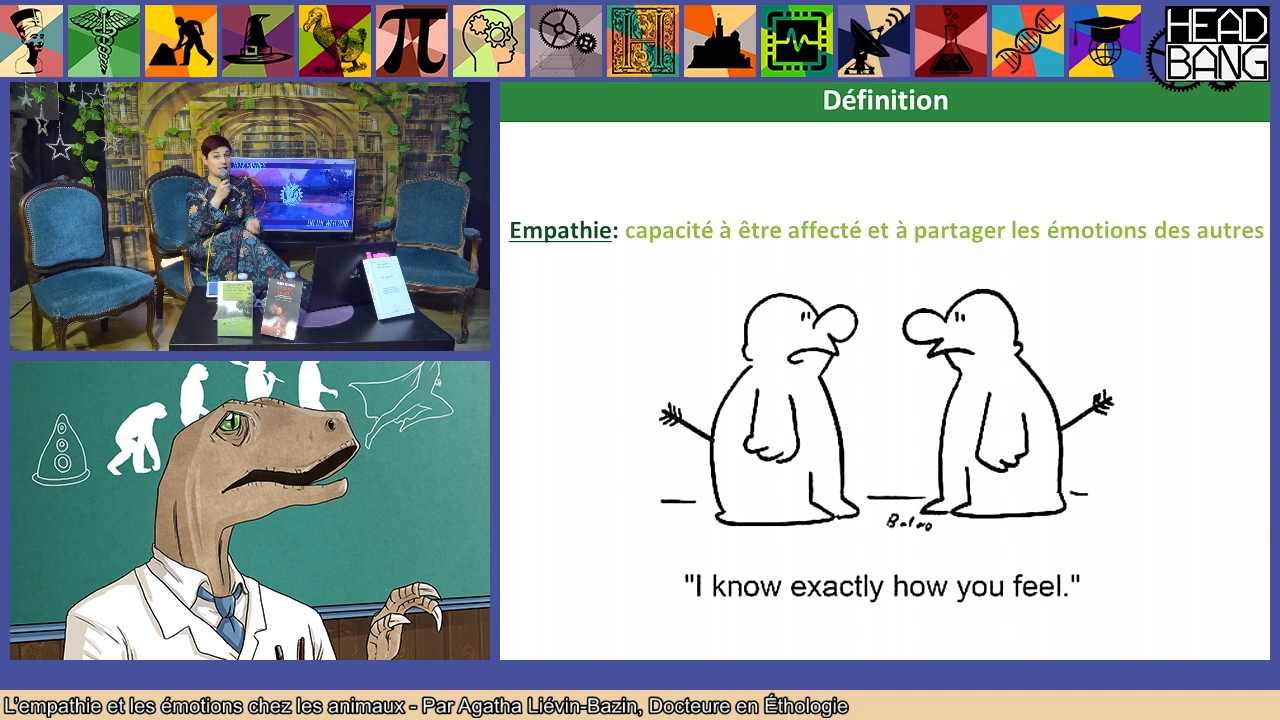 HEAD
BANG
Définition
Empathie: capacité à être affecté et à partager les émotions des autres
"I know exactly how you feel."
L'empathie et les émotions chez les animaux - Par Agatha Liévin-Bazin, Docteure en Éthologie